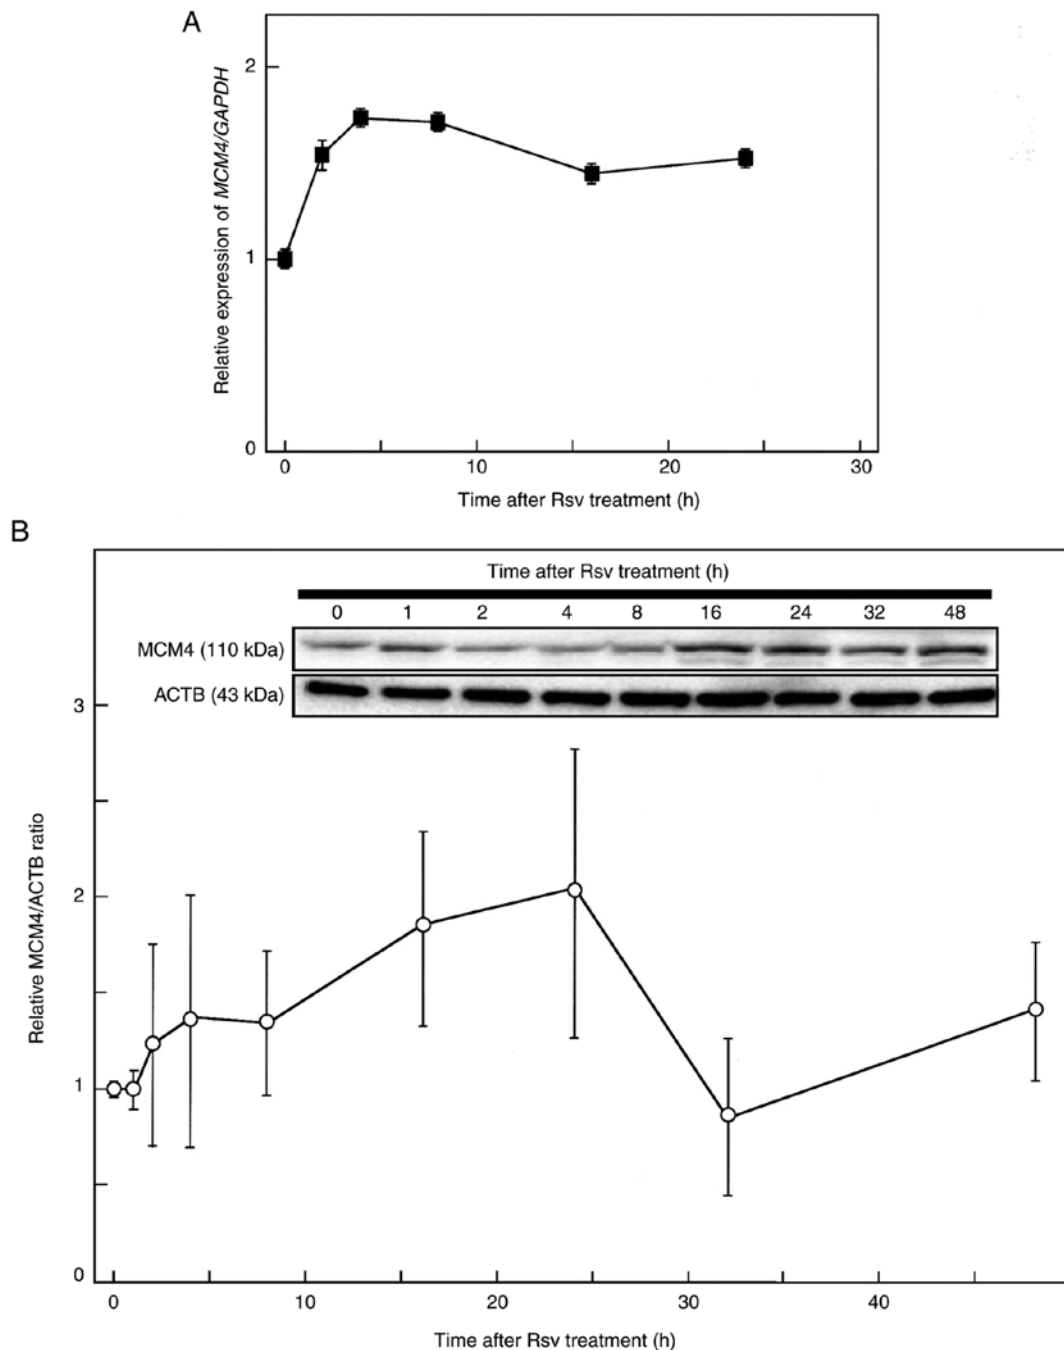 A
2
1
0
Relative expression of MCM4/GAPDH
0 10 20 30
Time after Rsv treatment (h)
B
Time after Rsv treatment (h)
0 1 2 4 8 16 24 32 48
MCM4 (110 kDa)
ACTB (43 kDa)
3
2
1
0
Relative MCM4/ACTB ratio
0 10 20 30 40
Time after Rsv treatment (h)